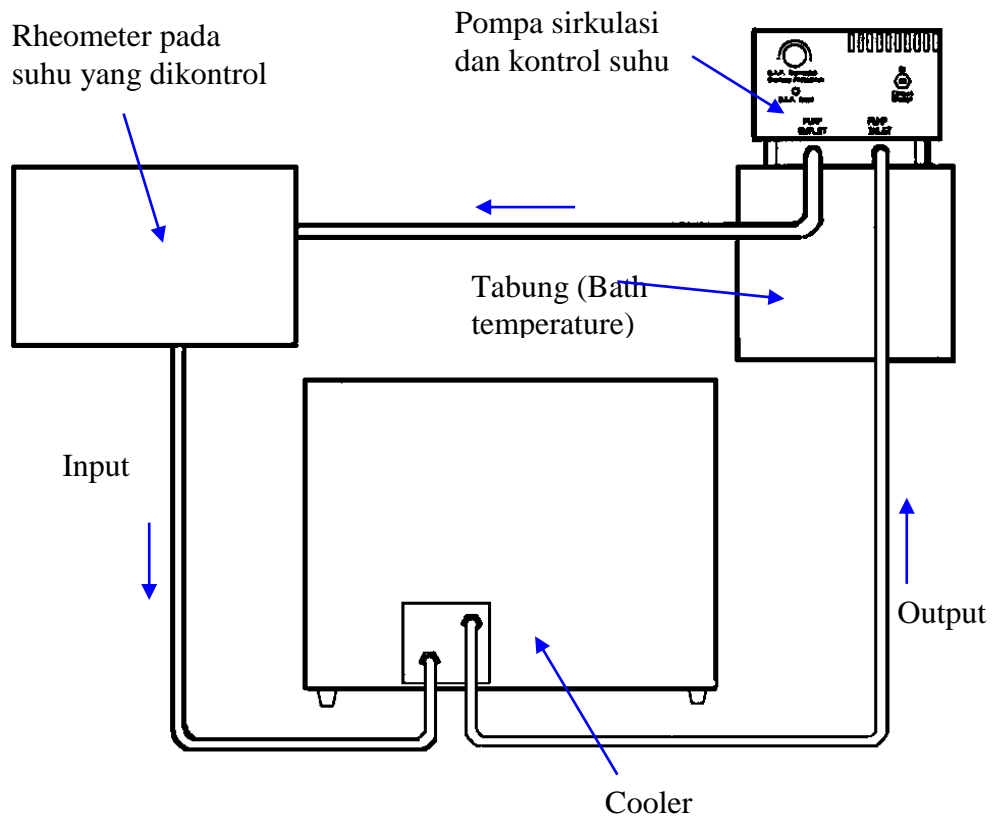 Rheometer pada
suhu yang dikontrol
Pompa sirkulasi
dan kontrol suhu
PUMP
OUTLET
PUMP
INLET
Tabung (Bath
temperature)
Input
Output
Cooler